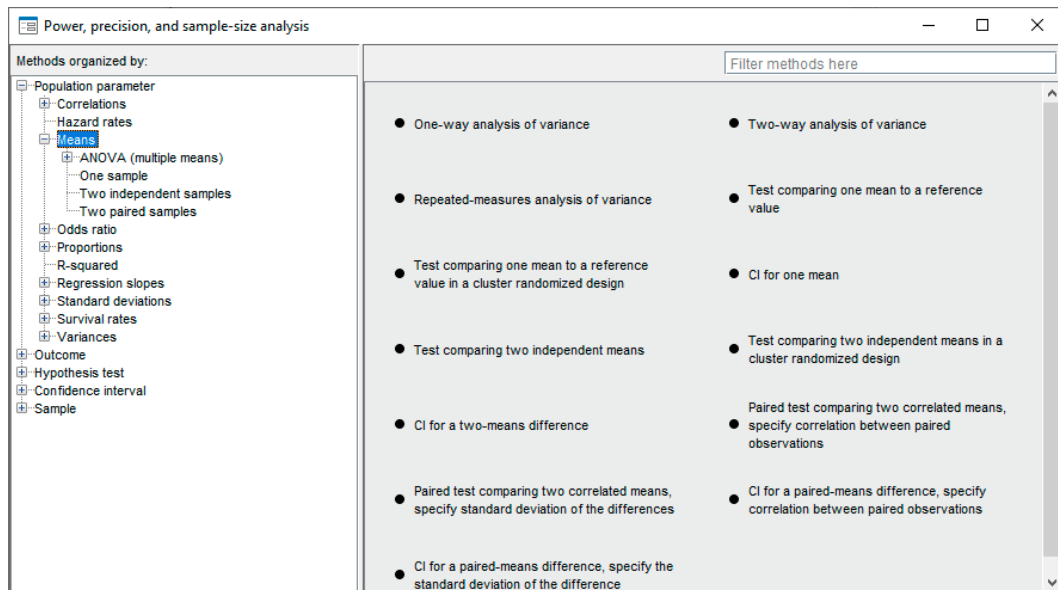 Power, precision, and sample-size analysis
Methods organized by:
Filter methods here
Population parameter
Correlations
Hazard rates
Means
ANOVA (multiple means)
One sample
Two independent samples
Two paired samples
Odds ratio
Proportions
R-squared
Regression slopes
Standard deviations
Survival rates
Variances
Outcome
Hypothesis test
Confidence interval
Sample
One-way analysis of variance
Two-way analysis of variance
Repeated-measures analysis of variance
Test comparing one mean to a reference
value
Test comparing one mean to a reference
value in a cluster randomized design
CI for one mean
Test comparing two independent means
Test comparing two independent means in a
cluster randomized design
CI for a two-means difference
Paired test comparing two correlated means,
specify correlation between paired
observations
Paired test comparing two correlated means,
specify standard deviation of the differences
CI for a paired-means difference, specify
correlation between paired observations
CI for a paired-means difference, specify the
standard deviation of the difference